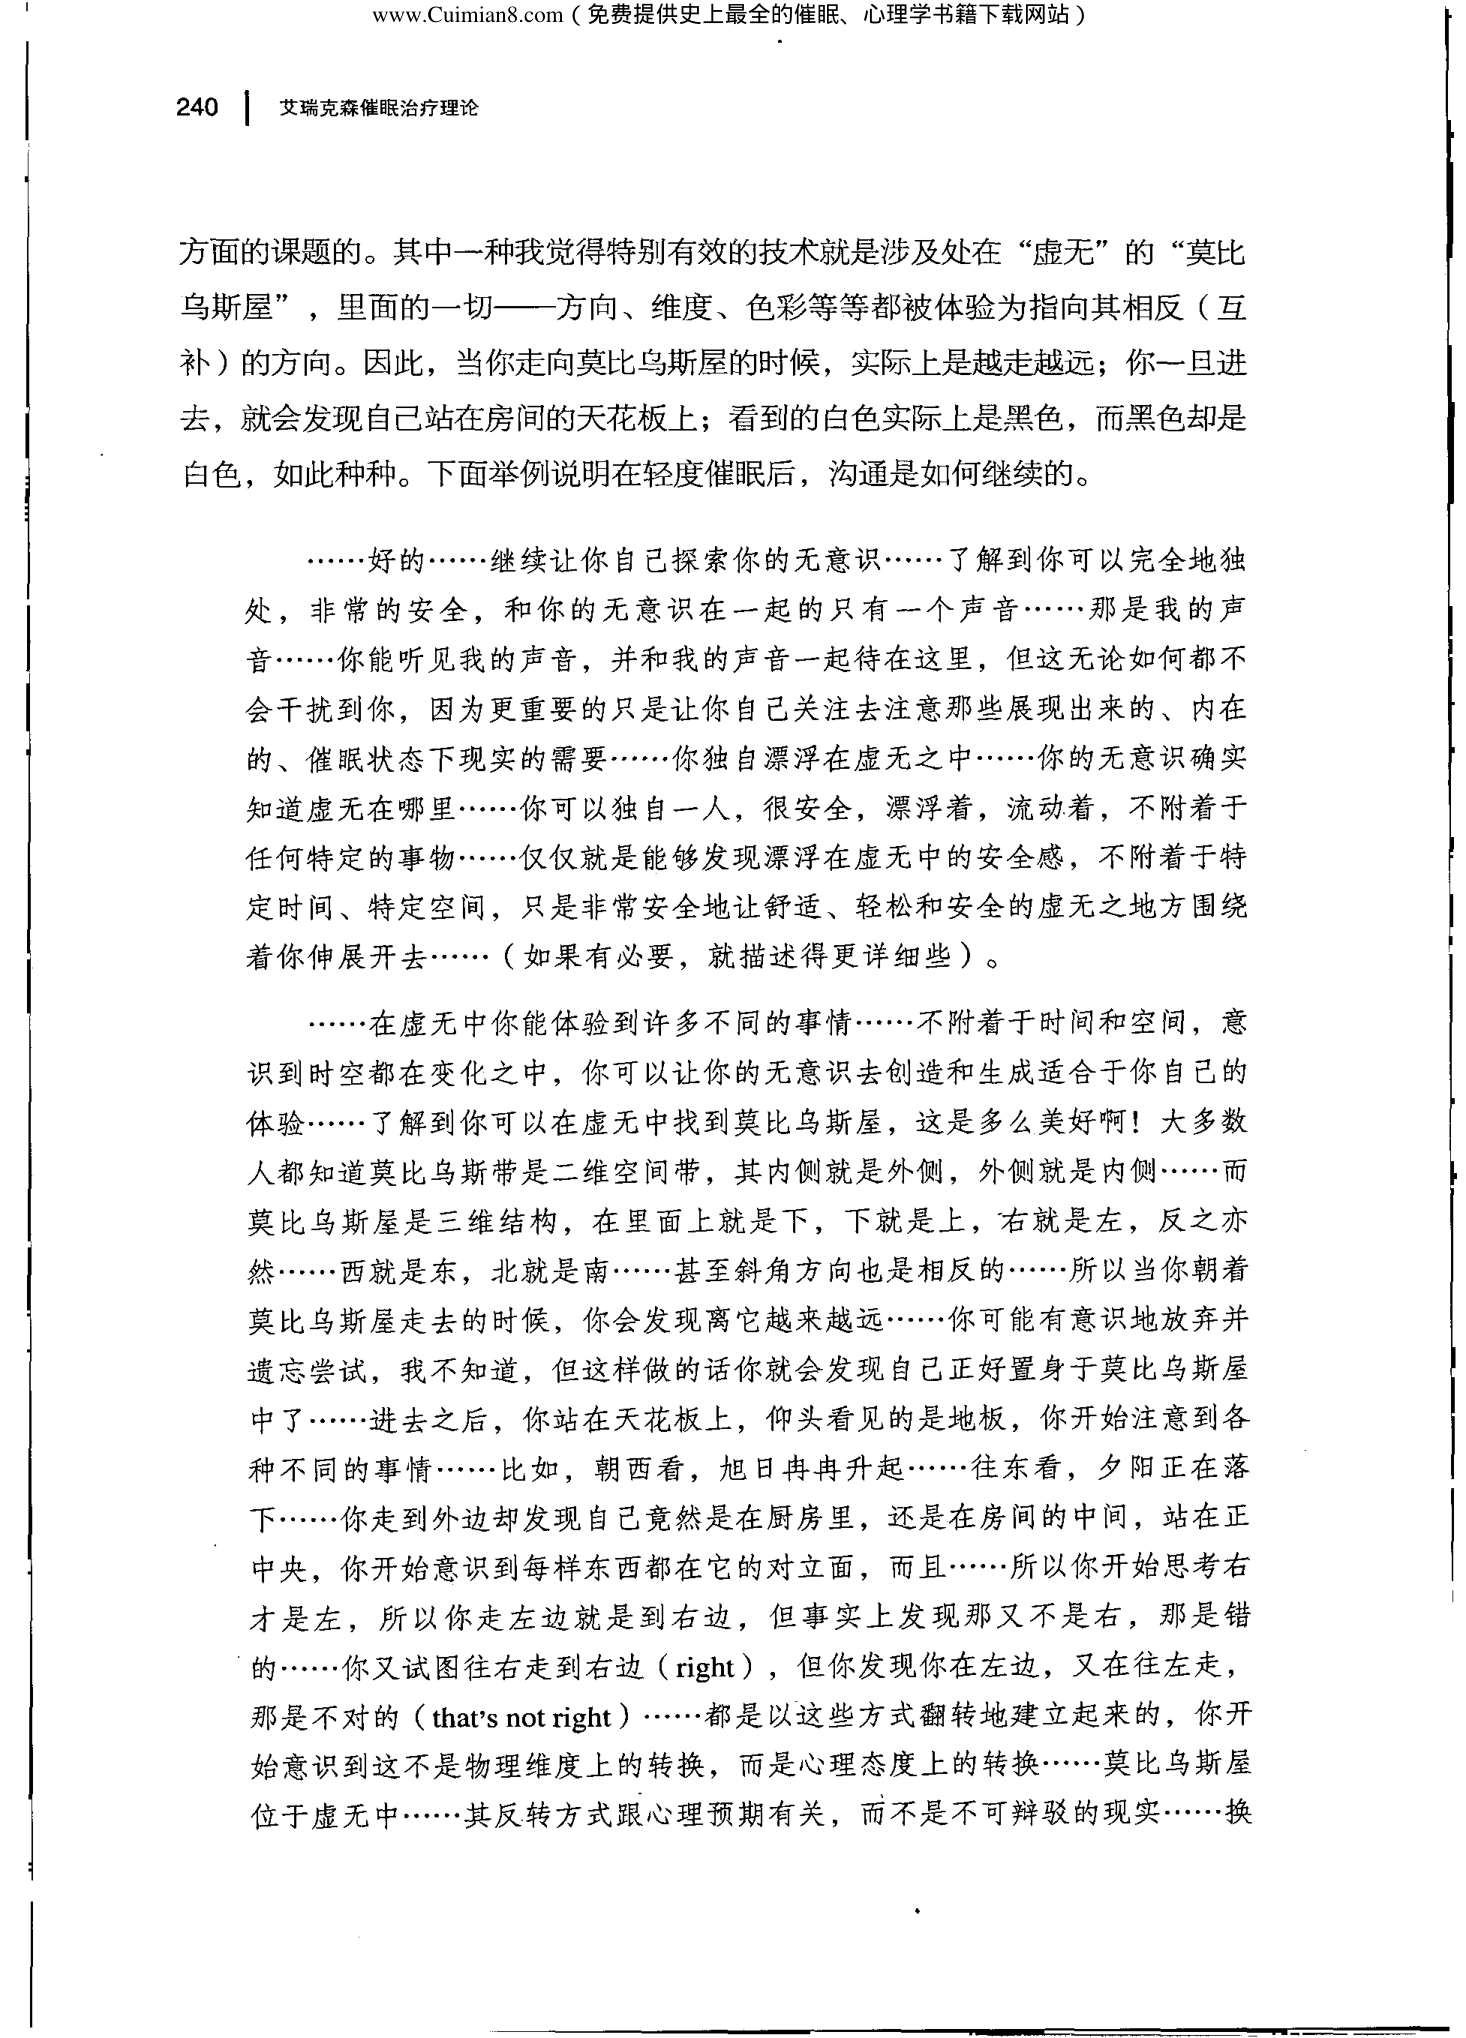 www.Cuimian8.com（免费提供史上最全的催眠、心理学书籍下载网站）
240 艾瑞克森催眠治疗理论
方面的课题的。其中一种我觉得特别有效的技术就是涉及处在“虚无”的“莫比
乌斯屋”，里面的一切——方向、维度、色彩等等都被体验为指向其相反（互
补）的方向。因此，当你走向莫比乌斯屋的时候，实际上是越走越远；你一旦进
去，就会发现自己站在房间的天花板上；看到的白色实际上是黑色，而黑色却是
白色，如此种种。下面举例说明在轻度催眠后，沟通是如何继续的。
……好的……继续让你自己探索你的无意识……了解到你可以完全地独
处，非常的安全，和你的无意识在一起的只有一个声音……那是我的声
音……你能听见我的声音，并和我的声音一起待在这里，但这无论如何都不
会干扰到你，因为更重要的只是让你自己关注去注意那些展现出来的、内在
的、催眠状态下现实的需要……你独自漂浮在虚无之中……你的无意识确实
知道虚无在哪里……你可以独自一人，很安全，漂浮着，流动着，不附着于
任何特定的事物……仅仅就是能够发现漂浮在虚无中的安全感，不附着于特
定时间、特定空间，只是非常安全地让舒适、轻松和安全的虚无之地方围绕
着你伸展开去……（如果有必要，就描述得更详细些）。
……在虚无中你能体验到许多不同的事情……不附着于时间和空间，意
识到时空都在变化之中，你可以让你的无意识去创造和生成适合于你自己的
体验……了解到你可以在虚无中找到莫比乌斯屋，这是多么美好啊！大多数
人都知道莫比乌斯带是二维空间带，其内侧就是外侧，外侧就是内侧……而
莫比乌斯屋是三维结构，在里面上就是下，下就是上，右就是左，反之亦
然……西就是东，北就是南……甚至斜角方向也是相反的……所以当你朝着
莫比乌斯屋走去的时候，你会发现离它越来越远……你可能有意识地放弃并
遗忘尝试，我不知道，但这样做的话你就会发现自己正好置身于莫比乌斯屋
中了……进去之后，你站在天花板上，仰头看见的是地板，你开始注意到各
种不同的事情……比如，朝西看，旭日冉冉升起……往东看，夕阳正在落
下……你走到外边却发现自己竟然是在厨房里，还是在房间的中间，站在正
中央，你开始意识到每样东西都在它的对立面，而且……所以你开始思考右
才是左，所以你走左边就是到右边，但事实上发现那又不是右，那是错
的……你又试图往右走到右边（right），但你发现你在左边，又在往左走，
那是不对的（that’s not right）……都是以这些方式翻转地建立起来的，你开
始意识到这不是物理维度上的转换，而是心理态度上的转换……莫比乌斯屋
位于虚无中……其反转方式跟心理预期有关，而不是不可辩驳的现实……换